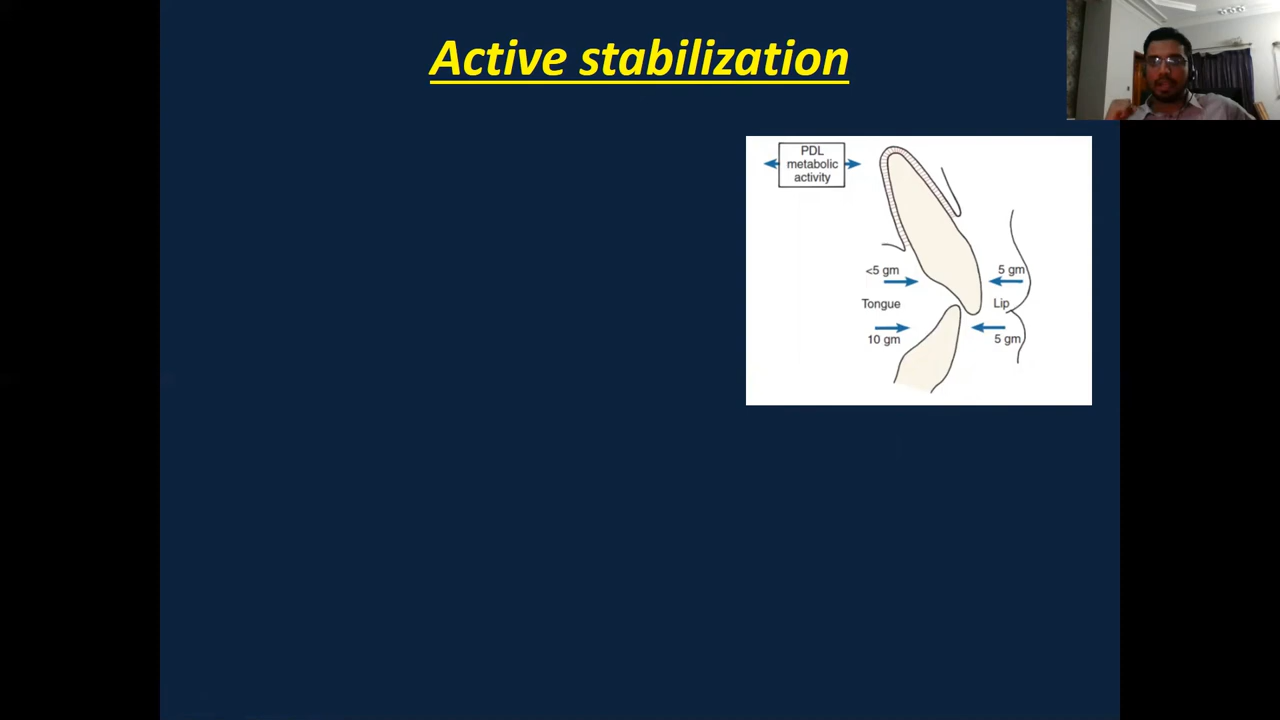 Active stabilization
PDL
metabolic
activity
<5 gm
5 gm
Tongue
Lip
10 gm
5 gm